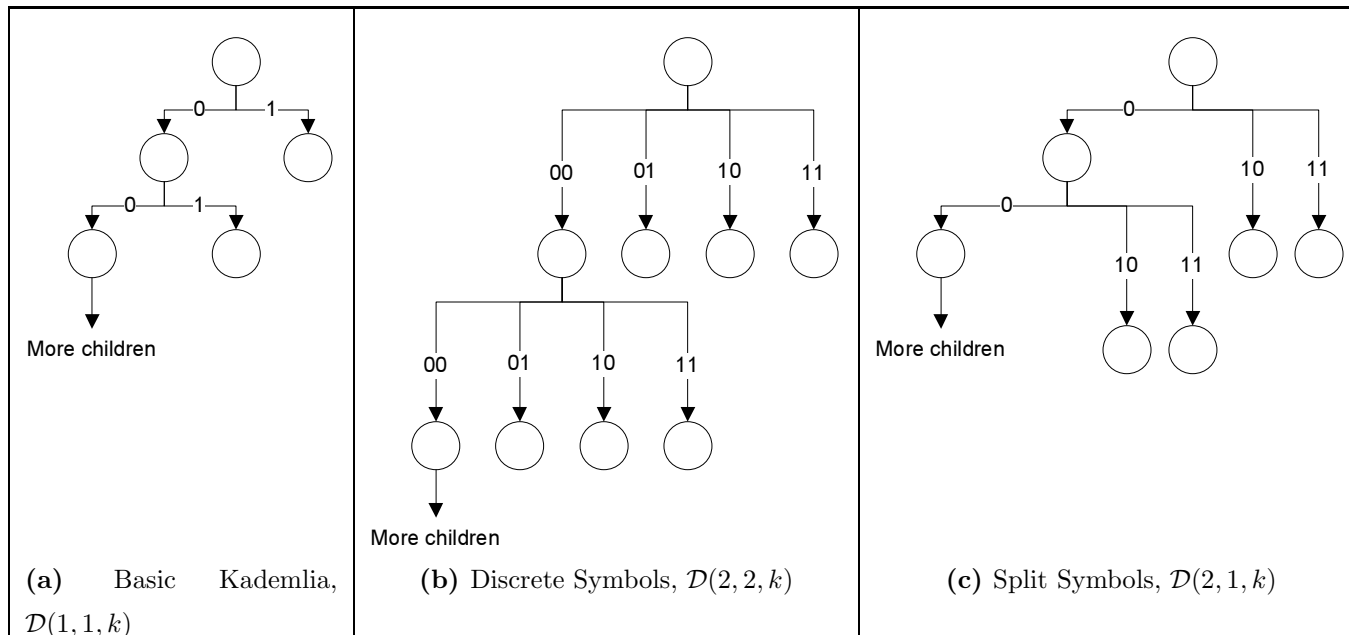 0 1
0 1
More children
(a) Basic Kademlia,
D(1, 1, k)
00 01 10 11
00 01 10 11
More children
(b) Discrete Symbols, D(2, 2, k)
0 10 11
0 10 11
More children
(c) Split Symbols, D(2, 1, k)